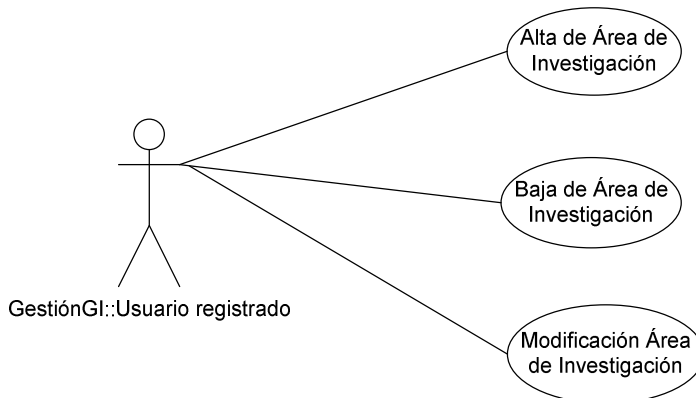 Alta de Área de
Investigación
Baja de Área de
Investigación
GestiónGI::Usuario registrado
Modificación Área
de Investigación